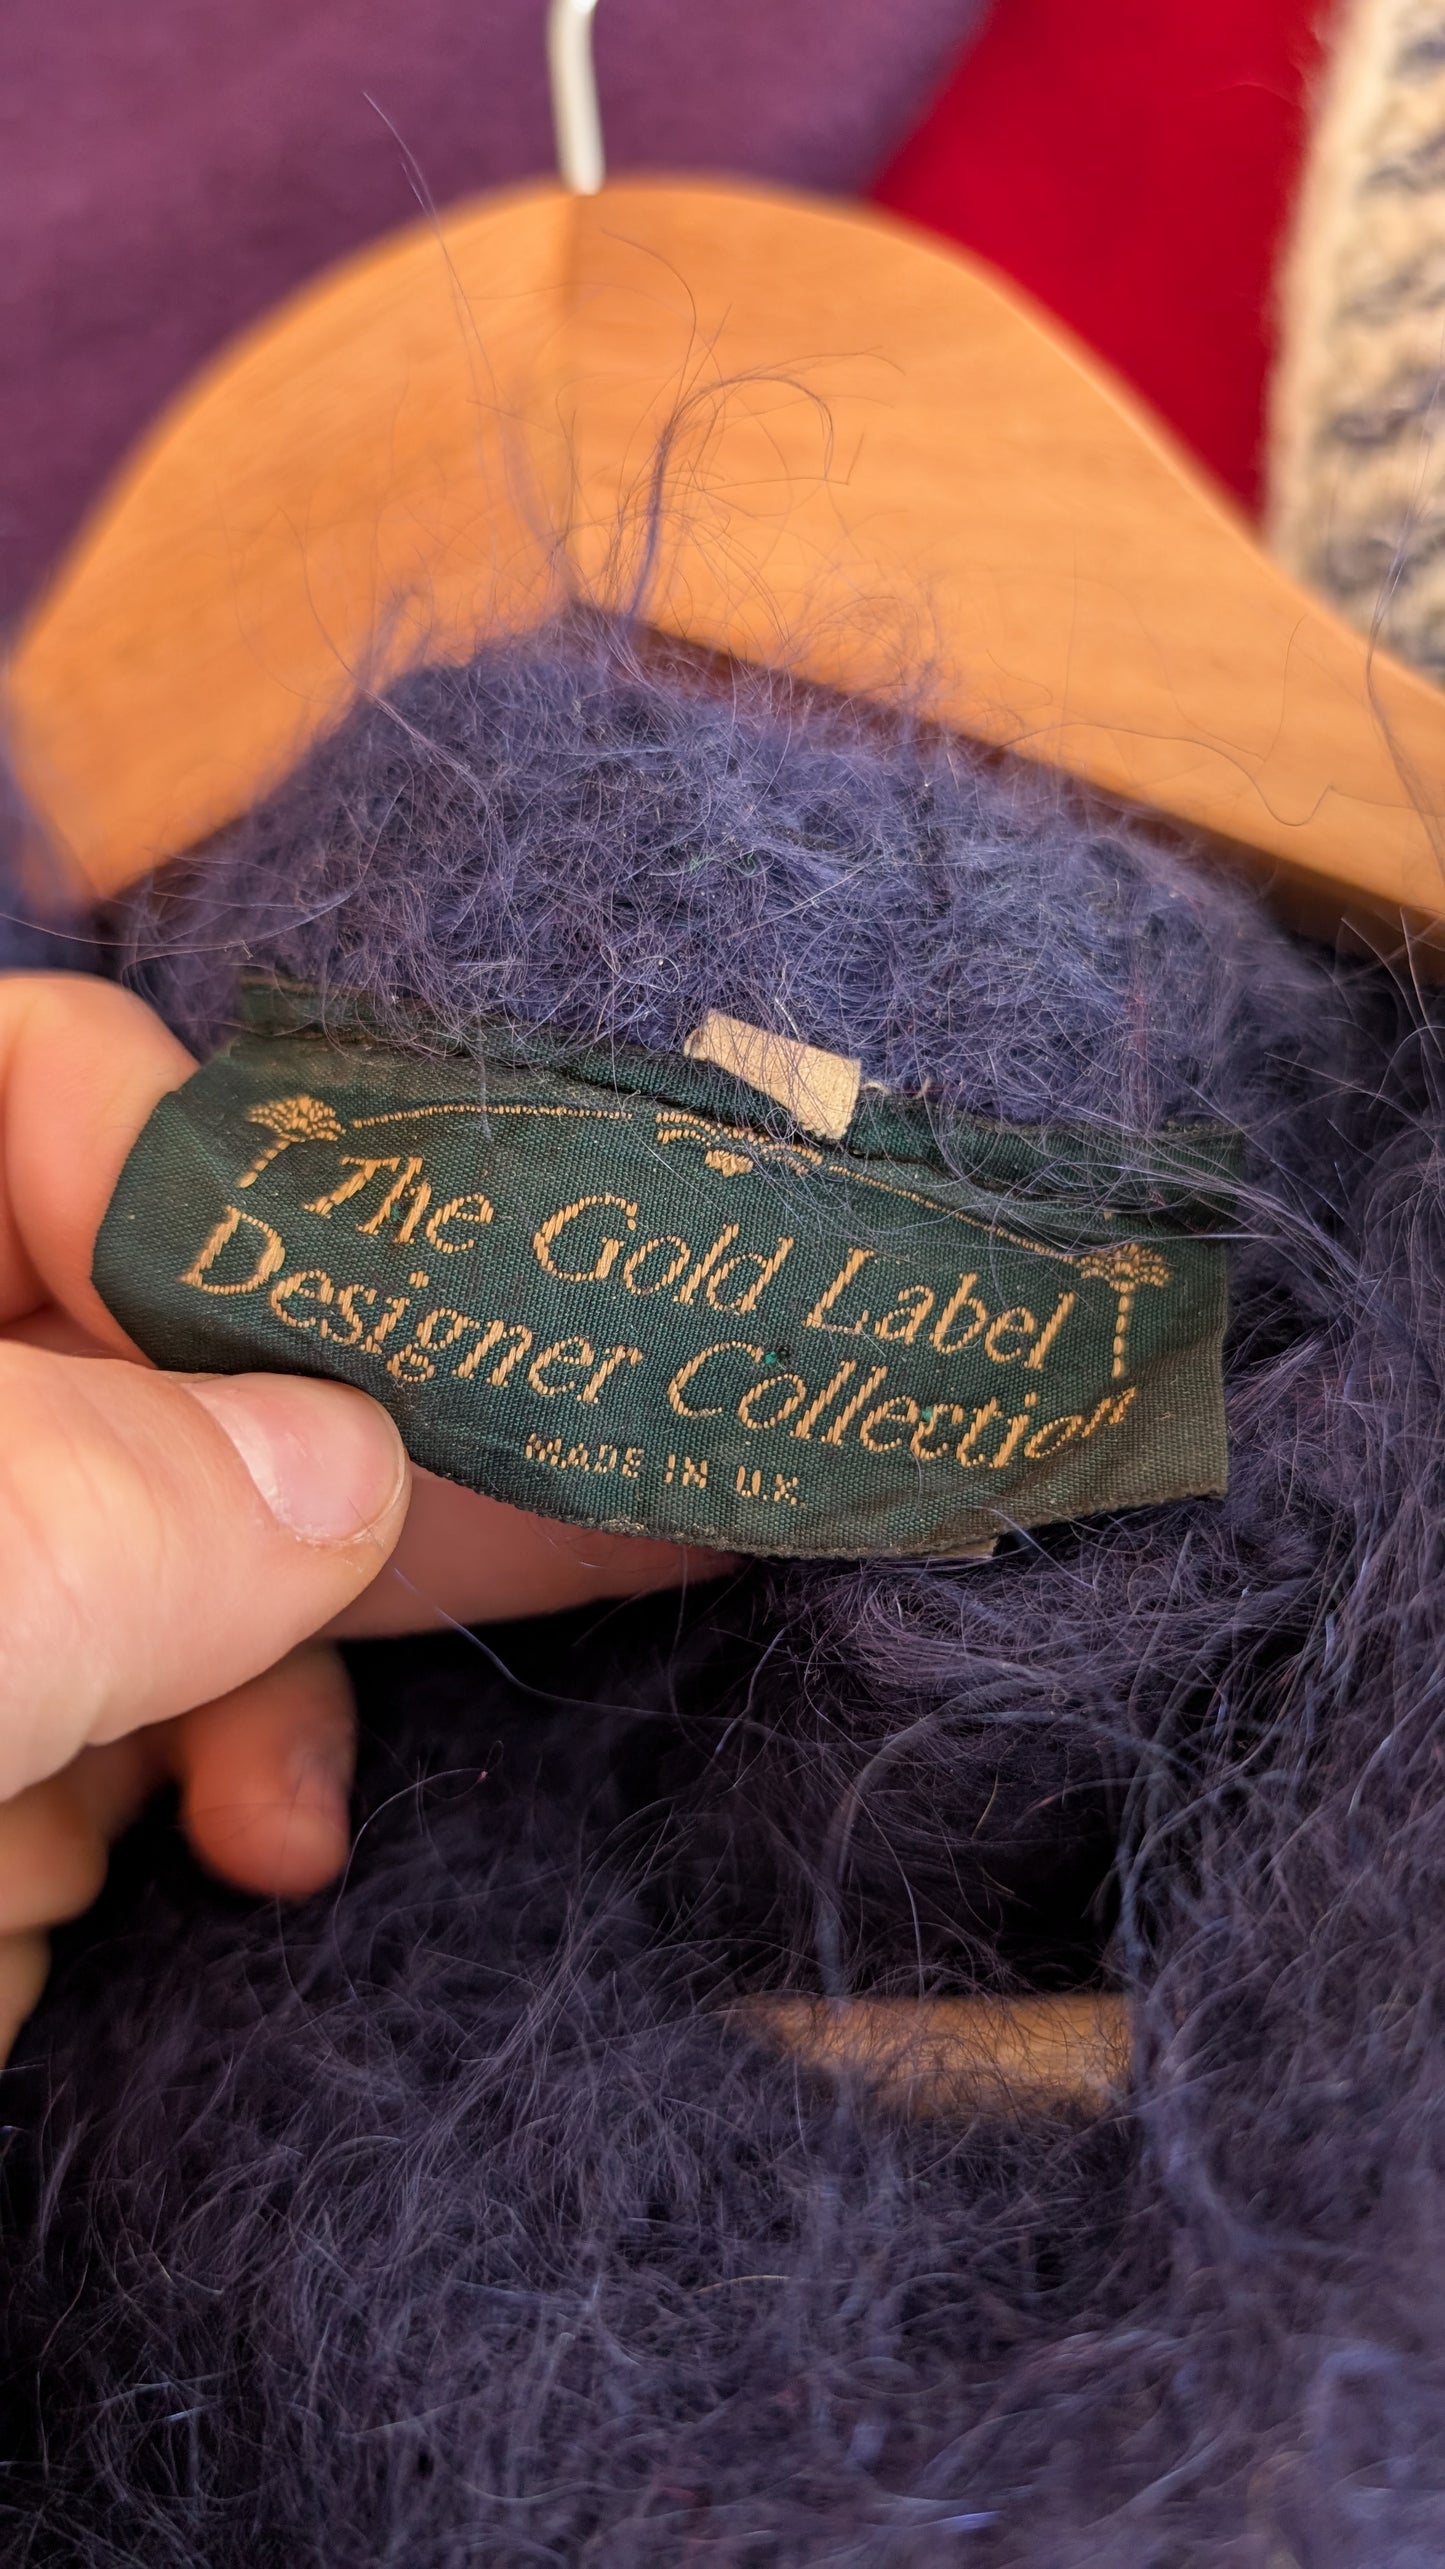 The Gold Label
Designer Collection
MADE IN U.K